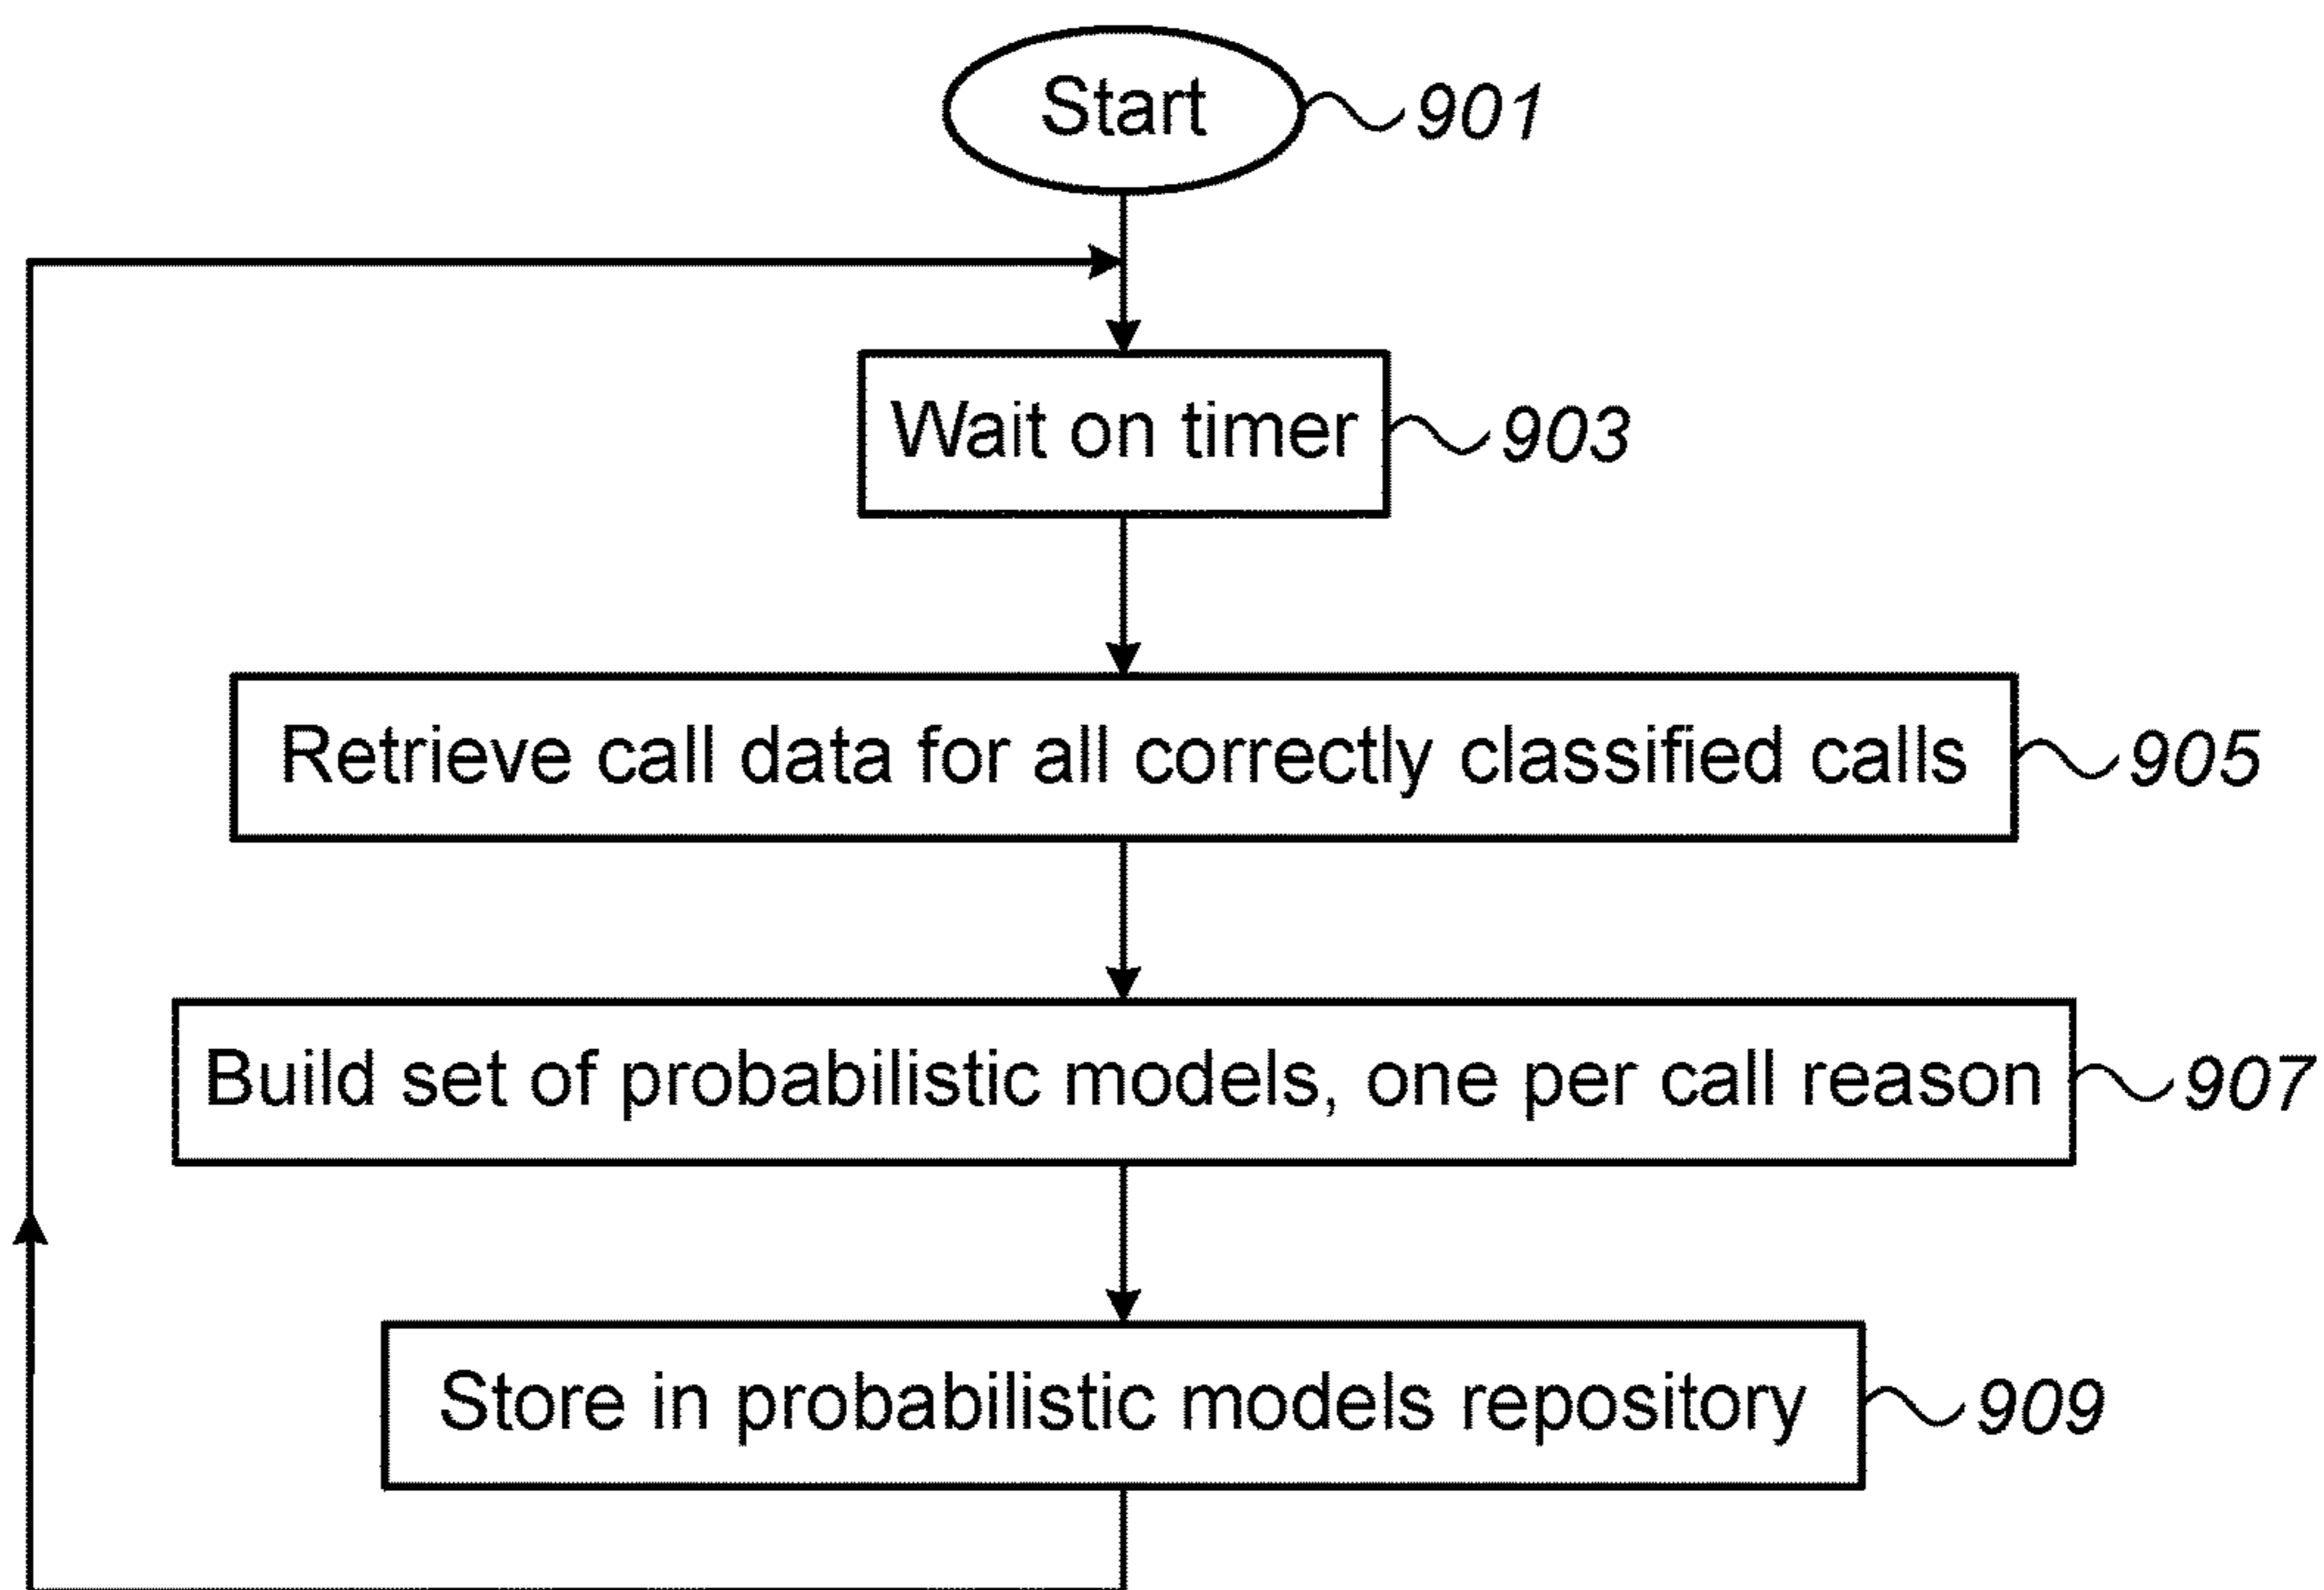 Start 901
Wait on timer 903
Retrieve call data for all correctly classified calls 905
Build set of probabilistic models, one per call reason 907
Store in probabilistic models repository 909